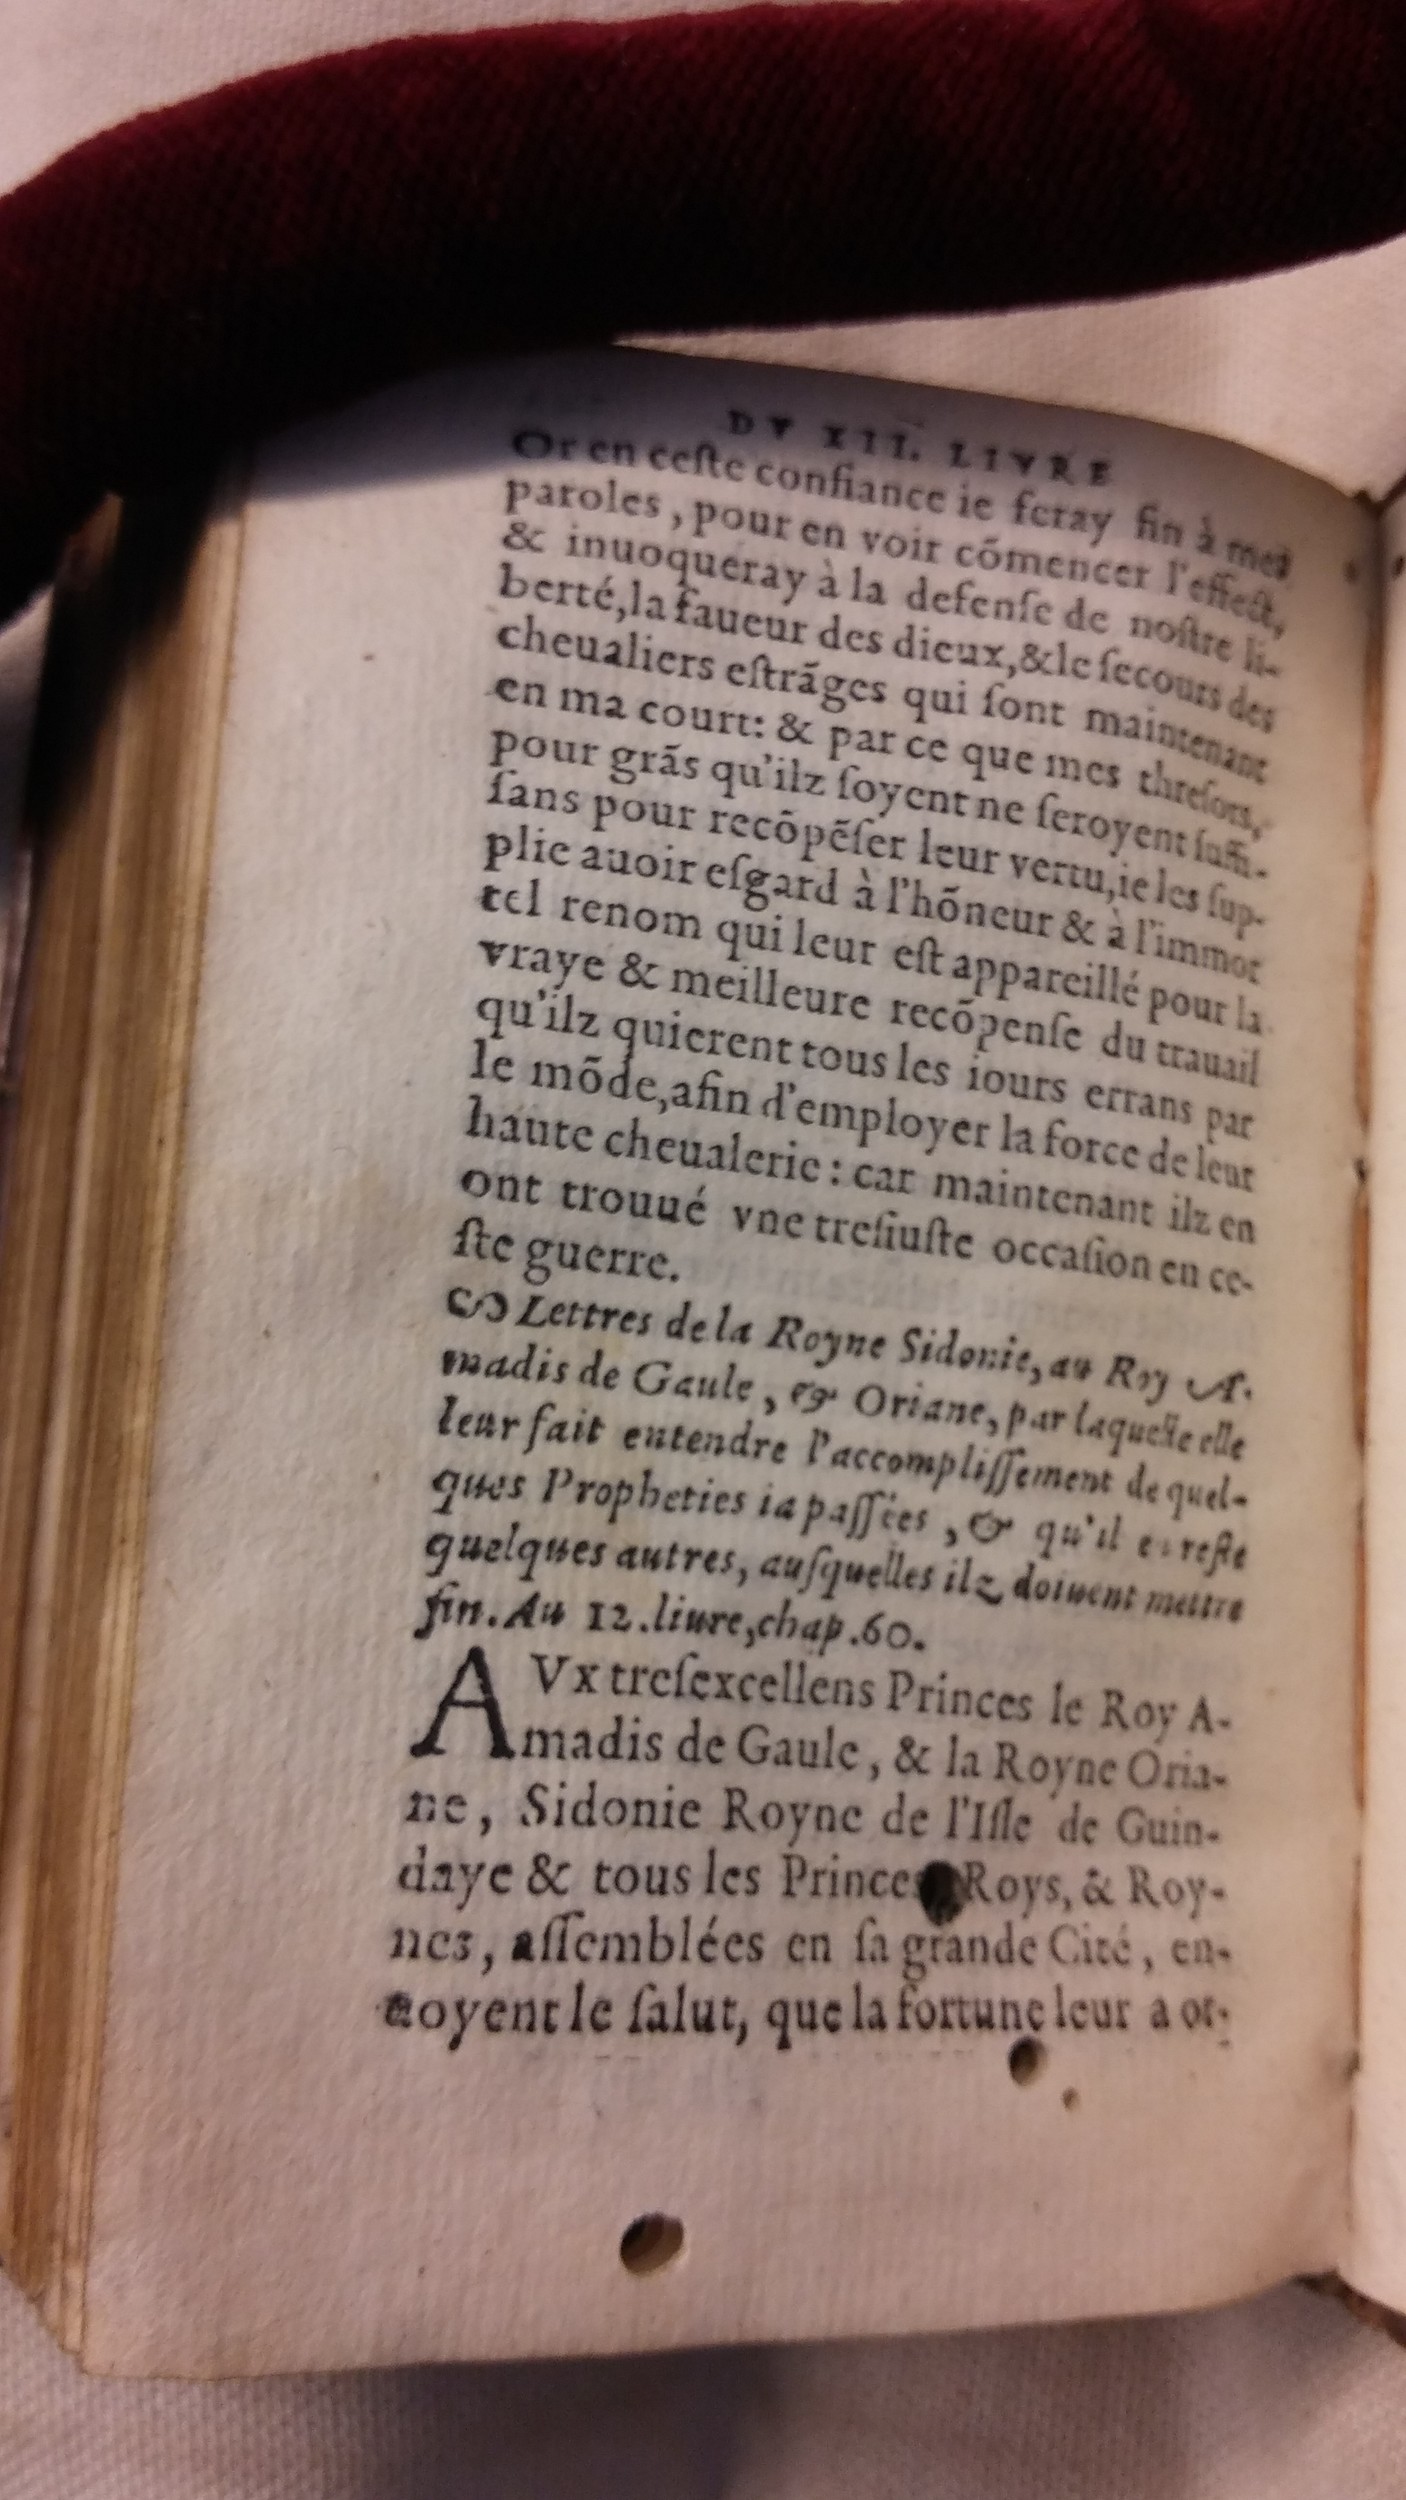 DV XII. LIVRE
Or en ceſte confiance ie feray fin à mes
paroles, pour en voir cõmencer l'effect,
& inuoqueray à la defenſe de noſtre li-
berté, la faueur des dieux, & le ſecours des
cheualiers eſtrãges qui ſont maintenant
en ma court: & par ce que mes threſors,
pour grãs qu'ilz ſoyent ne ſeroyent ſuffi-
ſans pour recõpẽſer leur vertu, ie les ſup-
plie auoir eſgard à l'hõneur & à l'immor
tel renom qui leur eſt appareillé pour la
vraye & meilleure recõpenſe du trauail
qu'ilz quierent tous les iours errans par
le mõde, afin d'employer la force de leur
haute cheualerie : car maintenant ilz en
ont trouué vne treſiuſte occaſion en ce-
ſte guerre.
Lettres de la Royne Sidonie, au Roy A-
madis de Gaule, & Oriane, par laquelle elle
leur fait entendre l'accompliſſement de quel-
ques Propheties ia paſſées, & qu'il reſte
quelques autres, auſquelles ilz doiuent mettre
fin. Au 12. liure, chap. 60.
AVx treſexcellens Princes le Roy A-
madis de Gaule, & la Royne Oria-
ne, Sidonie Royne de l'Iſle de Guin-
daye & tous les Princes Roys, & Roy-
nes, aſſemblées en ſa grande Cité, en-
uoyent le ſalut, que la fortune leur a or-